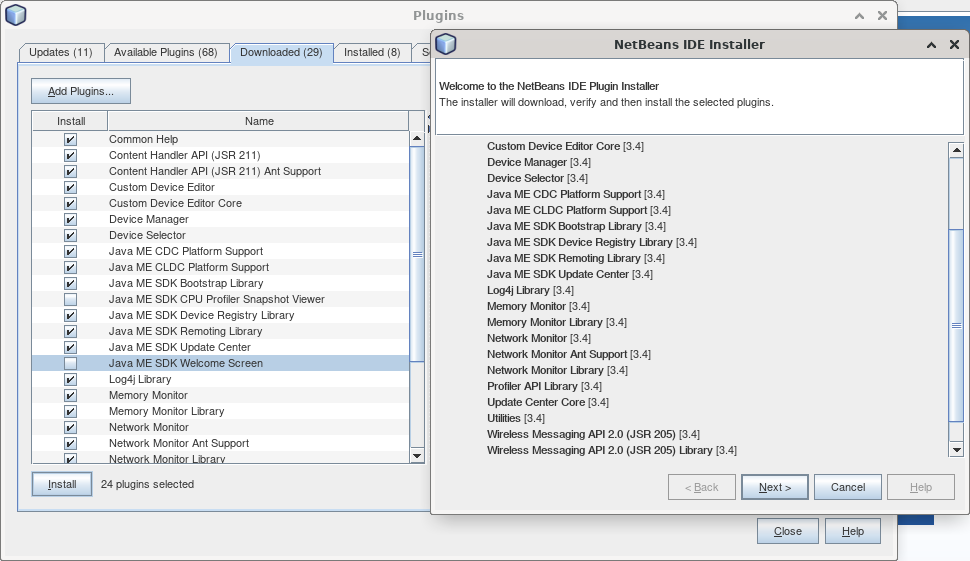 Plugins
Updates (11)
Available Plugins (68)
Downloaded (29)
Installed (8)
Add Plugins...
Install
Name
Common Help
Content Handler API (JSR 211)
Content Handler API (JSR 211) Ant Support
Custom Device Editor
Custom Device Editor Core
Device Manager
Device Selector
Java ME CDC Platform Support
Java ME CLDC Platform Support
Java ME SDK Bootstrap Library
Java ME SDK CPU Profiler Snapshot Viewer
Java ME SDK Device Registry Library
Java ME SDK Remoting Library
Java ME SDK Update Center
Java ME SDK Welcome Screen
Log4j Library
Memory Monitor
Memory Monitor Library
Network Monitor
Network Monitor Ant Support
Network Monitor Library
Install
24 plugins selected
Close
Help
NetBeans IDE Installer
Welcome to the NetBeans IDE Plugin Installer
The installer will download, verify and then install the selected plugins.
Custom Device Editor Core [3.4]
Device Manager [3.4]
Device Selector [3.4]
Java ME CDC Platform Support [3.4]
Java ME CLDC Platform Support [3.4]
Java ME SDK Bootstrap Library [3.4]
Java ME SDK Device Registry Library [3.4]
Java ME SDK Remoting Library [3.4]
Java ME SDK Update Center [3.4]
Log4j Library [3.4]
Memory Monitor [3.4]
Memory Monitor Library [3.4]
Network Monitor [3.4]
Network Monitor Ant Support [3.4]
Network Monitor Library [3.4]
Profiler API Library [3.4]
Update Center Core [3.4]
Utilities [3.4]
Wireless Messaging API 2.0 (JSR 205) [3.4]
Wireless Messaging API 2.0 (JSR 205) Library [3.4]
< Back
Next >
Cancel
Help